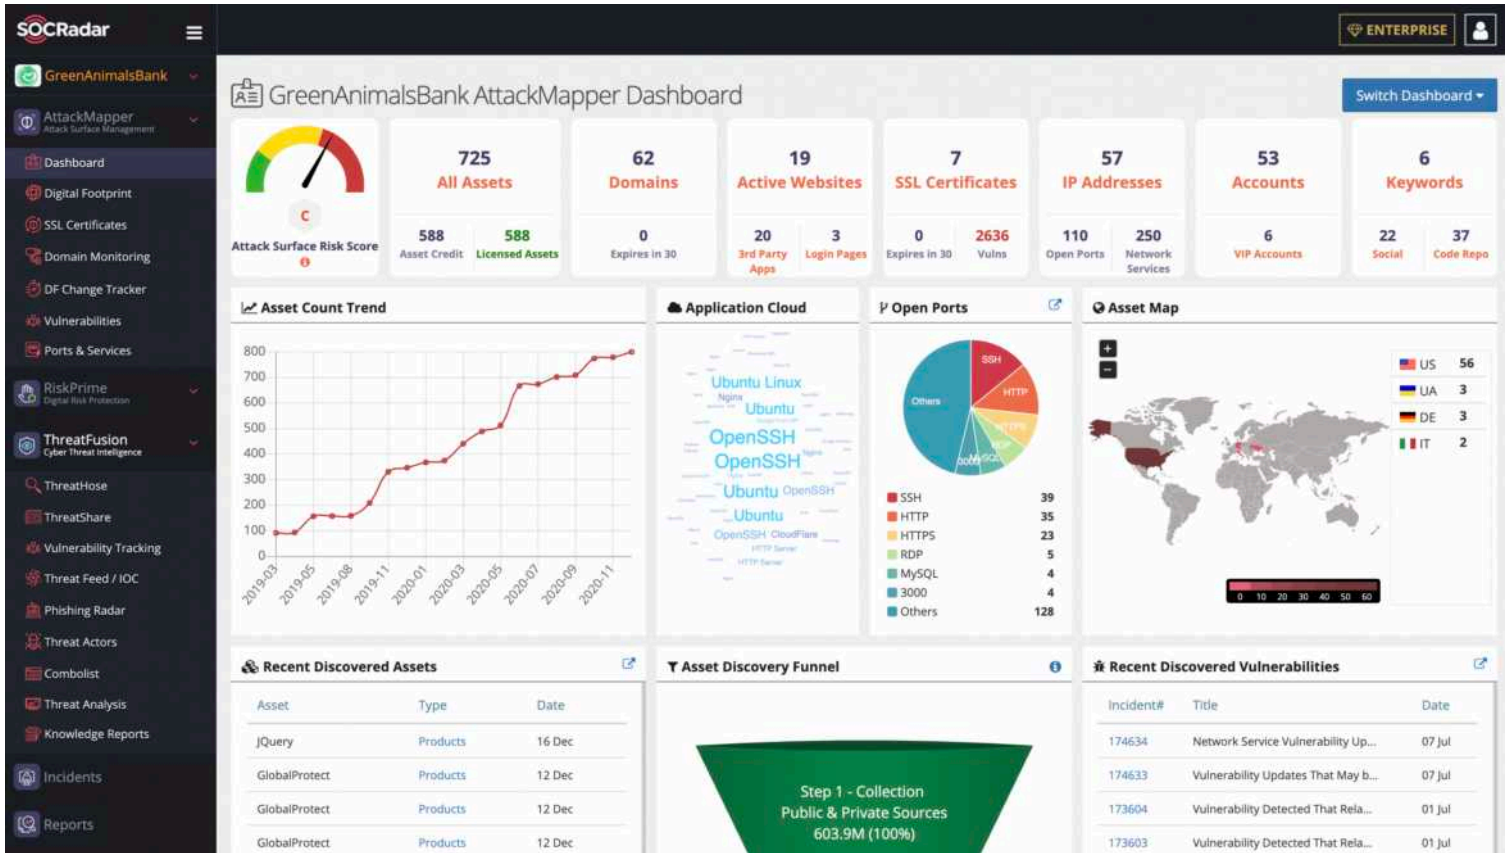 SOCRadar
ENTERPRISE
GreenAnimalsBank
AttackMapper
Attack Surface Management
Dashboard
Digital Footprint
SSL Certificates
Domain Monitoring
DF Change Tracker
Vulnerabilities
Ports & Services
RiskPrime
Digital Risk Protection
ThreatFusion
Cyber Threat Intelligence
ThreatHose
ThreatShare
Vulnerability Tracking
Threat Feed / IOC
Phishing Radar
Threat Actors
Combolist
Threat Analysis
Knowledge Reports
Incidents
Reports
GreenAnimalsBank AttackMapper Dashboard
Switch Dashboard
C
Attack Surface Risk Score
725
All Assets
588
Asset Credit
588
Licensed Assets
62
Domains
0
Expires in 30
19
Active Websites
20
3rd Party
Apps
3
Login Pages
7
SSL Certificates
0
Expires in 30
2636
Vulns
57
IP Addresses
110
Open Ports
250
Network
Services
53
Accounts
6
VIP Accounts
6
Keywords
22
Social
37
Code Repo
Asset Count Trend
800
700
600
500
400
300
200
100
0
2019-03
2019-05
2019-08
2019-11
2020-01
2020-03
2020-05
2020-07
2020-09
2020-11
Application Cloud
Ubuntu Linux
Nginx
Ubuntu
OpenSSH
Nginx
OpenSSH
Ubuntu OpenSSH
Ubuntu
OpenSSH CloudFlare
HTTP Server
HTTP Server
Open Ports
SSH
HTTP
HTTPS
RDP
MySQL
3000
Others
SSH 39
HTTP 35
HTTPS 23
RDP 5
MySQL 4
3000 4
Others 128
Asset Map
+
−
US 56
UA 3
DE 3
IT 2
0 10 20 30 40 50 60
Recent Discovered Assets
Asset Type Date
JQuery Products 16 Dec
GlobalProtect Products 12 Dec
GlobalProtect Products 12 Dec
GlobalProtect Products 12 Dec
Asset Discovery Funnel
Step 1 - Collection
Public & Private Sources
603.9M (100%)
Recent Discovered Vulnerabilities
Incident# Title Date
174634 Network Service Vulnerability Up... 07 Jul
174633 Vulnerability Updates That May b... 07 Jul
173604 Vulnerability Detected That Rela... 01 Jul
173603 Vulnerability Detected That Rela... 01 Jul